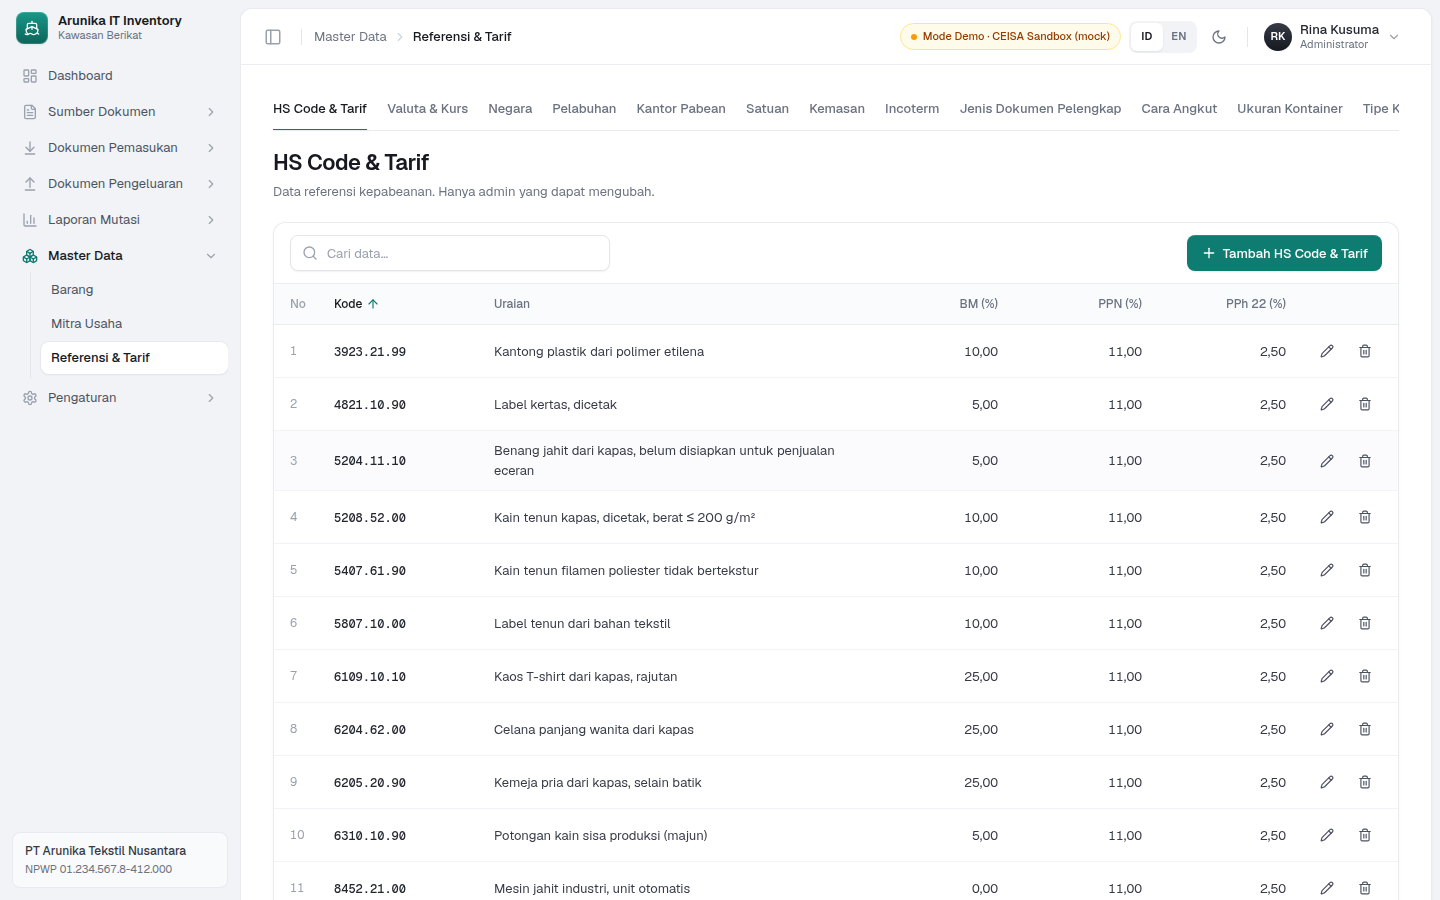 Arunika IT Inventory
Kawasan Berikat
Dashboard
Sumber Dokumen
Dokumen Pemasukan
Dokumen Pengeluaran
Laporan Mutasi
Master Data
Barang
Mitra Usaha
Referensi & Tarif
Pengaturan
PT Arunika Tekstil Nusantara
NPWP 01.234.567.8-412.000
Master Data
Referensi & Tarif
Mode Demo · CEISA Sandbox (mock)
ID
EN
RK
Rina Kusuma
Administrator
HS Code & Tarif
Valuta & Kurs
Negara
Pelabuhan
Kantor Pabean
Satuan
Kemasan
Incoterm
Jenis Dokumen Pelengkap
Cara Angkut
Ukuran Kontainer
Tipe K
HS Code & Tarif
Data referensi kepabeanan. Hanya admin yang dapat mengubah.
Cari data...
Tambah HS Code & Tarif
No Kode Uraian BM (%) PPN (%) PPh 22 (%)
1 3923.21.99 Kantong plastik dari polimer etilena 10,00 11,00 2,50
2 4821.10.90 Label kertas, dicetak 5,00 11,00 2,50
3 5204.11.10 Benang jahit dari kapas, belum disiapkan untuk penjualan
eceran 5,00 11,00 2,50
4 5208.52.00 Kain tenun kapas, dicetak, berat ≤ 200 g/m² 10,00 11,00 2,50
5 5407.61.90 Kain tenun filamen poliester tidak bertekstur 10,00 11,00 2,50
6 5807.10.00 Label tenun dari bahan tekstil 10,00 11,00 2,50
7 6109.10.10 Kaos T-shirt dari kapas, rajutan 25,00 11,00 2,50
8 6204.62.00 Celana panjang wanita dari kapas 25,00 11,00 2,50
9 6205.20.90 Kemeja pria dari kapas, selain batik 25,00 11,00 2,50
10 6310.10.90 Potongan kain sisa produksi (majun) 5,00 11,00 2,50
11 8452.21.00 Mesin jahit industri, unit otomatis 0,00 11,00 2,50